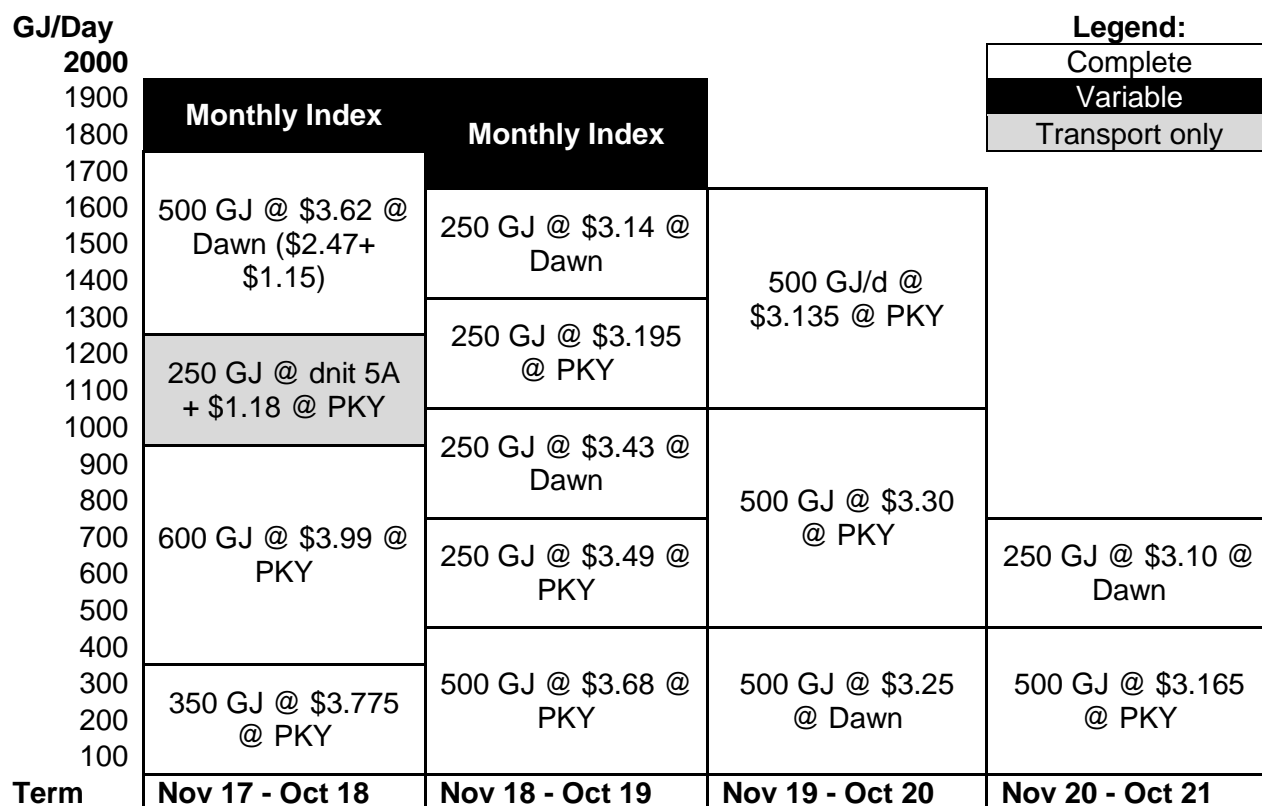 GJ/Day
Legend:
2000
Complete
1900
Variable
1800
Transport only
1700
1600
1500
1400
1300
1200
1100
1000
900
800
700
600
500
400
300
200
100
Monthly Index
500 GJ @ $3.62 @
Dawn ($2.47+
$1.15)
250 GJ @ dnit 5A
+ $1.18 @ PKY
600 GJ @ $3.99 @
PKY
350 GJ @ $3.775
@ PKY
Monthly Index
250 GJ @ $3.14 @
Dawn
250 GJ @ $3.195
@ PKY
250 GJ @ $3.43 @
Dawn
250 GJ @ $3.49 @
PKY
500 GJ @ $3.68 @
PKY
500 GJ/d @
$3.135 @ PKY
500 GJ @ $3.30
@ PKY
500 GJ @ $3.25
@ Dawn
250 GJ @ $3.10 @
Dawn
500 GJ @ $3.165
@ PKY
Term
Nov 17 - Oct 18
Nov 18 - Oct 19
Nov 19 - Oct 20
Nov 20 - Oct 21